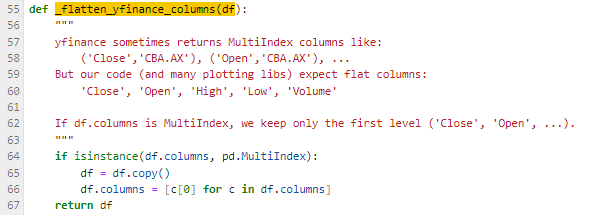 55 def _flatten_yfinance_columns(df):
56     """
57     yfinance sometimes returns MultiIndex columns like:
58         ('Close','CBA.AX'), ('Open','CBA.AX'), ...
59     But our code (and many plotting libs) expect flat columns:
60         'Close', 'Open', 'High', 'Low', 'Volume'
61
62     If df.columns is MultiIndex, we keep only the first level ('Close', 'Open', ...).
63     """
64     if isinstance(df.columns, pd.MultiIndex):
65         df = df.copy()
66         df.columns = [c[0] for c in df.columns]
67     return df